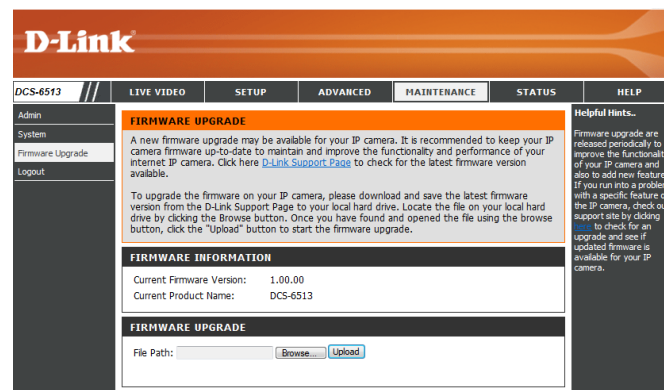 D-Link
DCS-6513
LIVE VIDEO SETUP ADVANCED MAINTENANCE STATUS HELP
Admin
System
Firmware Upgrade
Logout
FIRMWARE UPGRADE
A new firmware upgrade may be available for your IP camera. It is recommended to keep your IP
camera firmware up-to-date to maintain and improve the functionality and performance of your
internet IP camera. Click here D-Link Support Page to check for the latest firmware version
available.
To upgrade the firmware on your IP camera, please download and save the latest firmware
version from the D-Link Support Page to your local hard drive. Locate the file on your local hard
drive by clicking the Browse button. Once you have found and opened the file using the browse
button, click the "Upload" button to start the firmware upgrade.
FIRMWARE INFORMATION
Current Firmware Version: 1.00.00
Current Product Name: DCS-6513
FIRMWARE UPGRADE
File Path: Browse... Upload
Helpful Hints..
Firmware upgrade are
released periodically to
improve the functionalit
of your IP camera and
also to add new feature
If you run into a problem
with a specific feature o
the IP camera, check ou
support site by clicking
here to check for an
upgrade and see if
updated firmware is
available for your IP
camera.